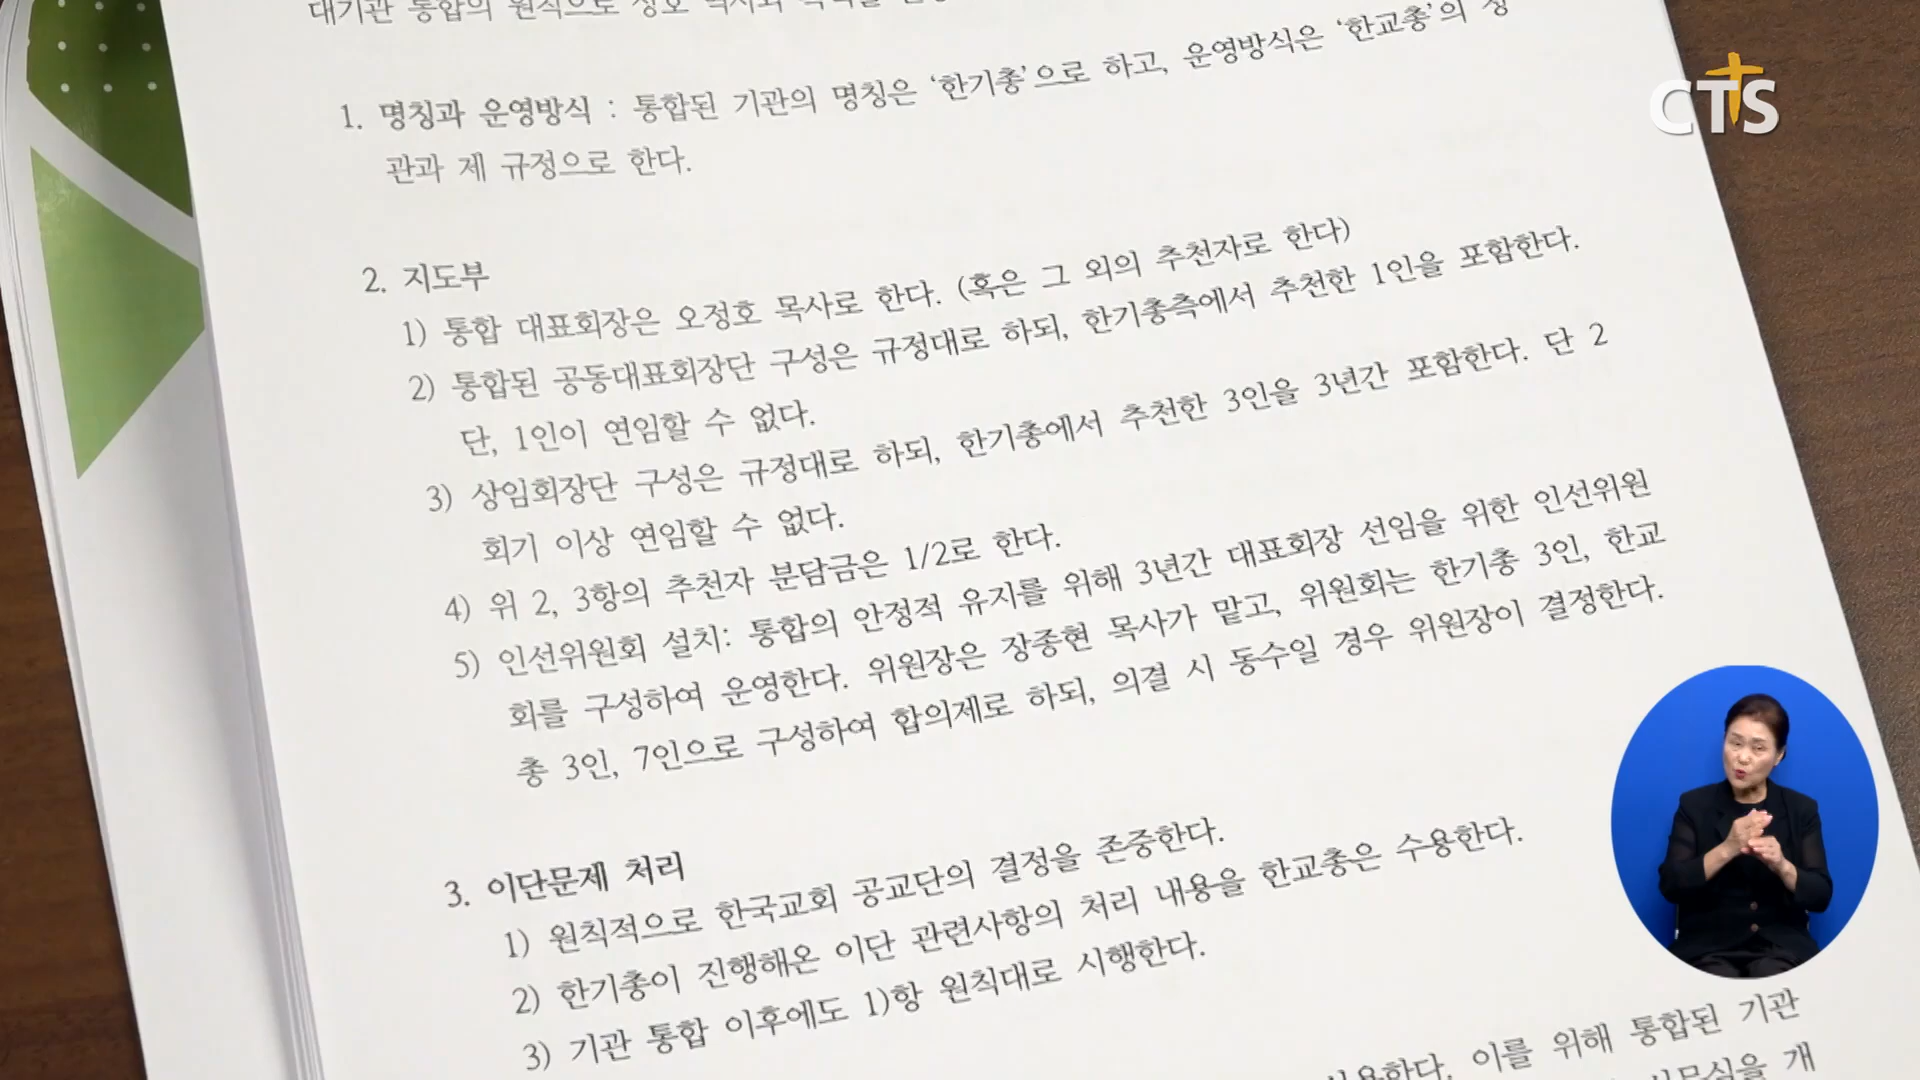 대기관 통합의 원칙으로 상호
1. 명칭과 운영방식 : 통합된 기관의 명칭은 ‘한기총’으로 하고, 운영방식은 ‘한교총’의 정
관과 제 규정으로 한다.
2. 지도부
1) 통합 대표회장은 오정호 목사로 한다. (혹은 그 외의 추천자로 한다)
2) 통합된 공동대표회장단 구성은 규정대로 하되, 한기총측에서 추천한 1인을 포함한다.
단, 1인이 연임할 수 없다.
3) 상임회장단 구성은 규정대로 하되, 한기총에서 추천한 3인을 3년간 포함한다. 단 2
회기 이상 연임할 수 없다.
4) 위 2, 3항의 추천자 분담금은 1/2로 한다.
5) 인선위원회 설치: 통합의 안정적 유지를 위해 3년간 대표회장 선임을 위한 인선위원
회를 구성하여 운영한다. 위원장은 장종현 목사가 맡고, 위원회는 한기총 3인, 한교
총 3인, 7인으로 구성하여 합의제로 하되, 의결 시 동수일 경우 위원장이 결정한다.
3. 이단문제 처리
1) 원칙적으로 한국교회 공교단의 결정을 존중한다.
2) 한기총이 진행해온 이단 관련사항의 처리 내용을 한교총은 수용한다.
3) 기관 통합 이후에도 1)항 원칙대로 시행한다.
이를 위해 통합된 기관
개
CTS